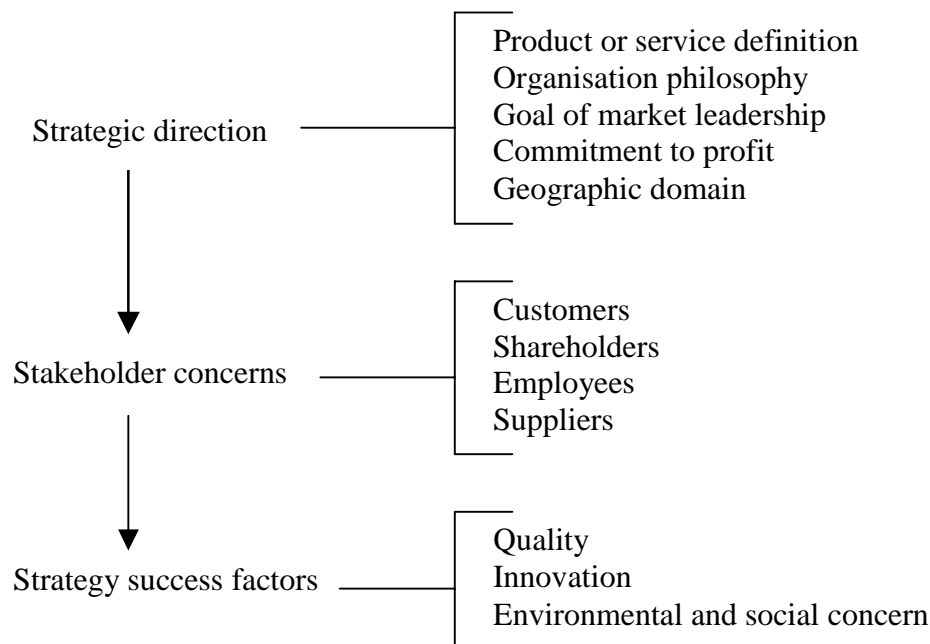 Strategic direction
Product or service definition
Organisation philosophy
Goal of market leadership
Commitment to profit
Geographic domain
Stakeholder concerns
Customers
Shareholders
Employees
Suppliers
Strategy success factors
Quality
Innovation
Environmental and social concern